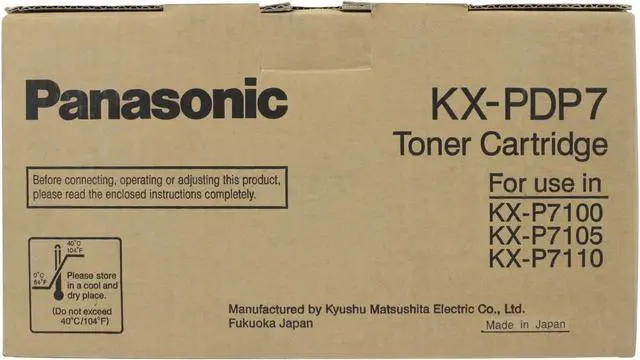 Panasonic
KX-PDP7
Toner Cartridge
Before connecting, operating or adjusting this product,
please read the enclosed instructions completely.
For use in
KX-P7100
KX-P7105
KX-P7110
40°C
104°F
0°C
Please store
in a cool and
dry place.
(Do not exceed
40°C/104°F)
Manufactured by Kyushu Matsushita Electric Co., Ltd.
Fukuoka Japan
Made in Japan